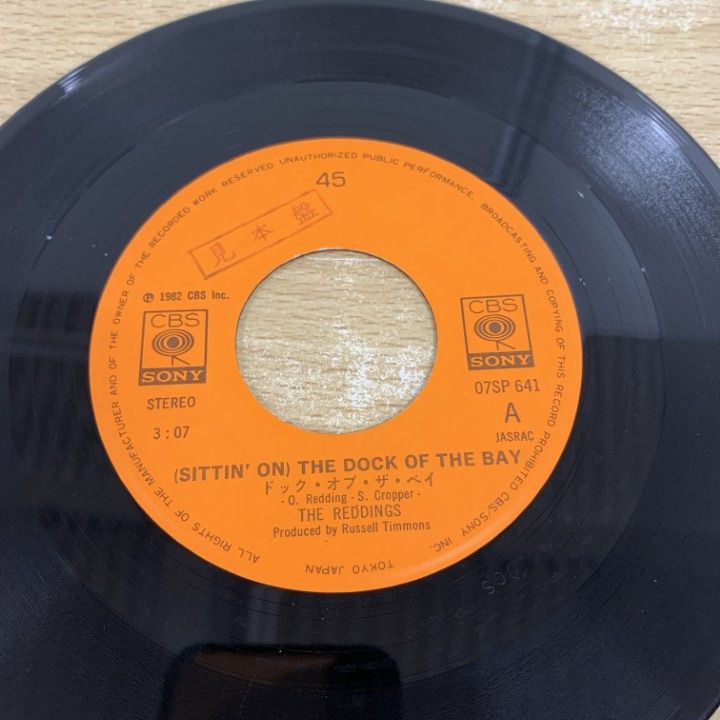 ALL RIGHTS OF THE MANUFACTURER AND OF THE OWNER OF THE RECORDED WORK RESERVED UNAUTHORIZED PUBLIC PERFORMANCE. BROADCASTING AND COPYING OF THIS RECORD PROHIBITED CBS/SONY INC.
TOKYO JAPAN
45
見本盤
℗ 1982 CBS Inc.
CBS
SONY
CBS
SONY
STEREO
07SP 641
3:07
A
JASRAC
(SITTIN' ON) THE DOCK OF THE BAY
ドック・オブ・ザ・ベイ
- O. Redding - S. Cropper -
THE REDDINGS
Produced by Russell Timmons